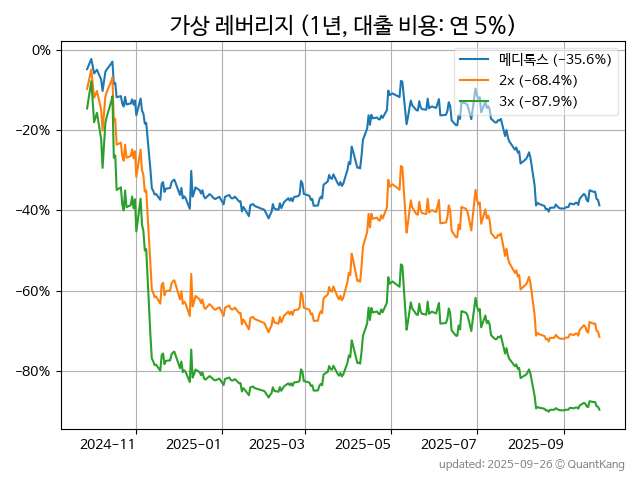 가상 레버리지 (1년, 대출 비용: 연 5%)
메디톡스 (−35.6%)
2x (−68.4%)
3x (−87.9%)
0%
−20%
−40%
−60%
−80%
2024-11
2025-01
2025-03
2025-05
2025-07
2025-09
updated: 2025-09-26 © QuantKang